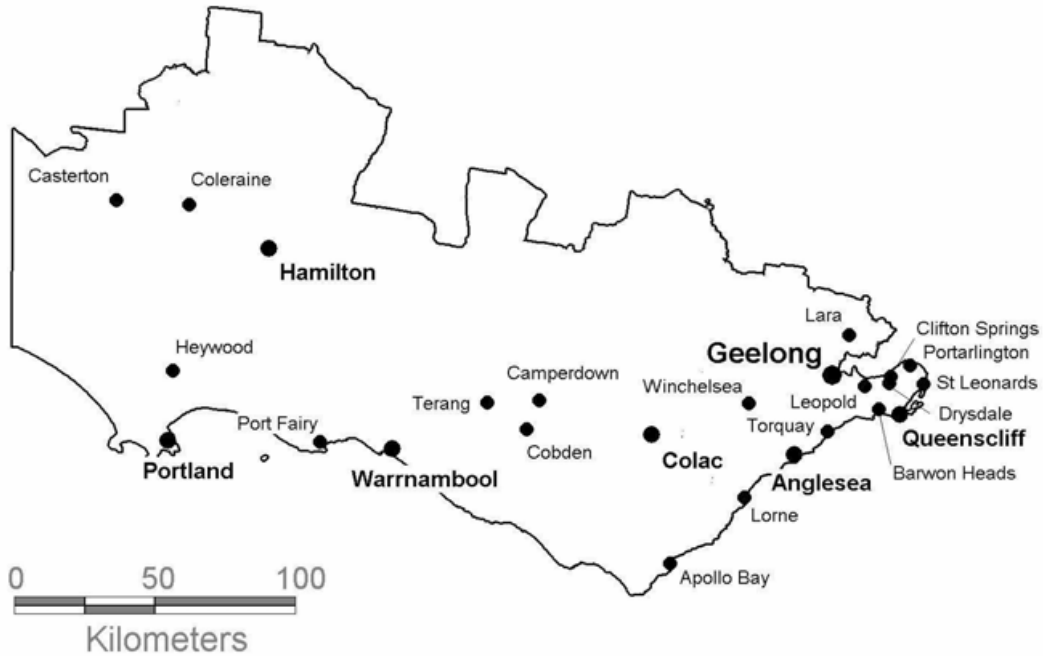 Casterton
Coleraine
Hamilton
Lara
Clifton Springs
Portarlington
Geelong
Heywood
Camperdown
Winchelsea
St Leonards
Terang
Leopold
Drysdale
Port Fairy
Torquay
Queenscliff
Cobden
Colac
Portland
Warrnambool
Anglesea
Barwon Heads
Lorne
Apollo Bay
0 50 100
Kilometers